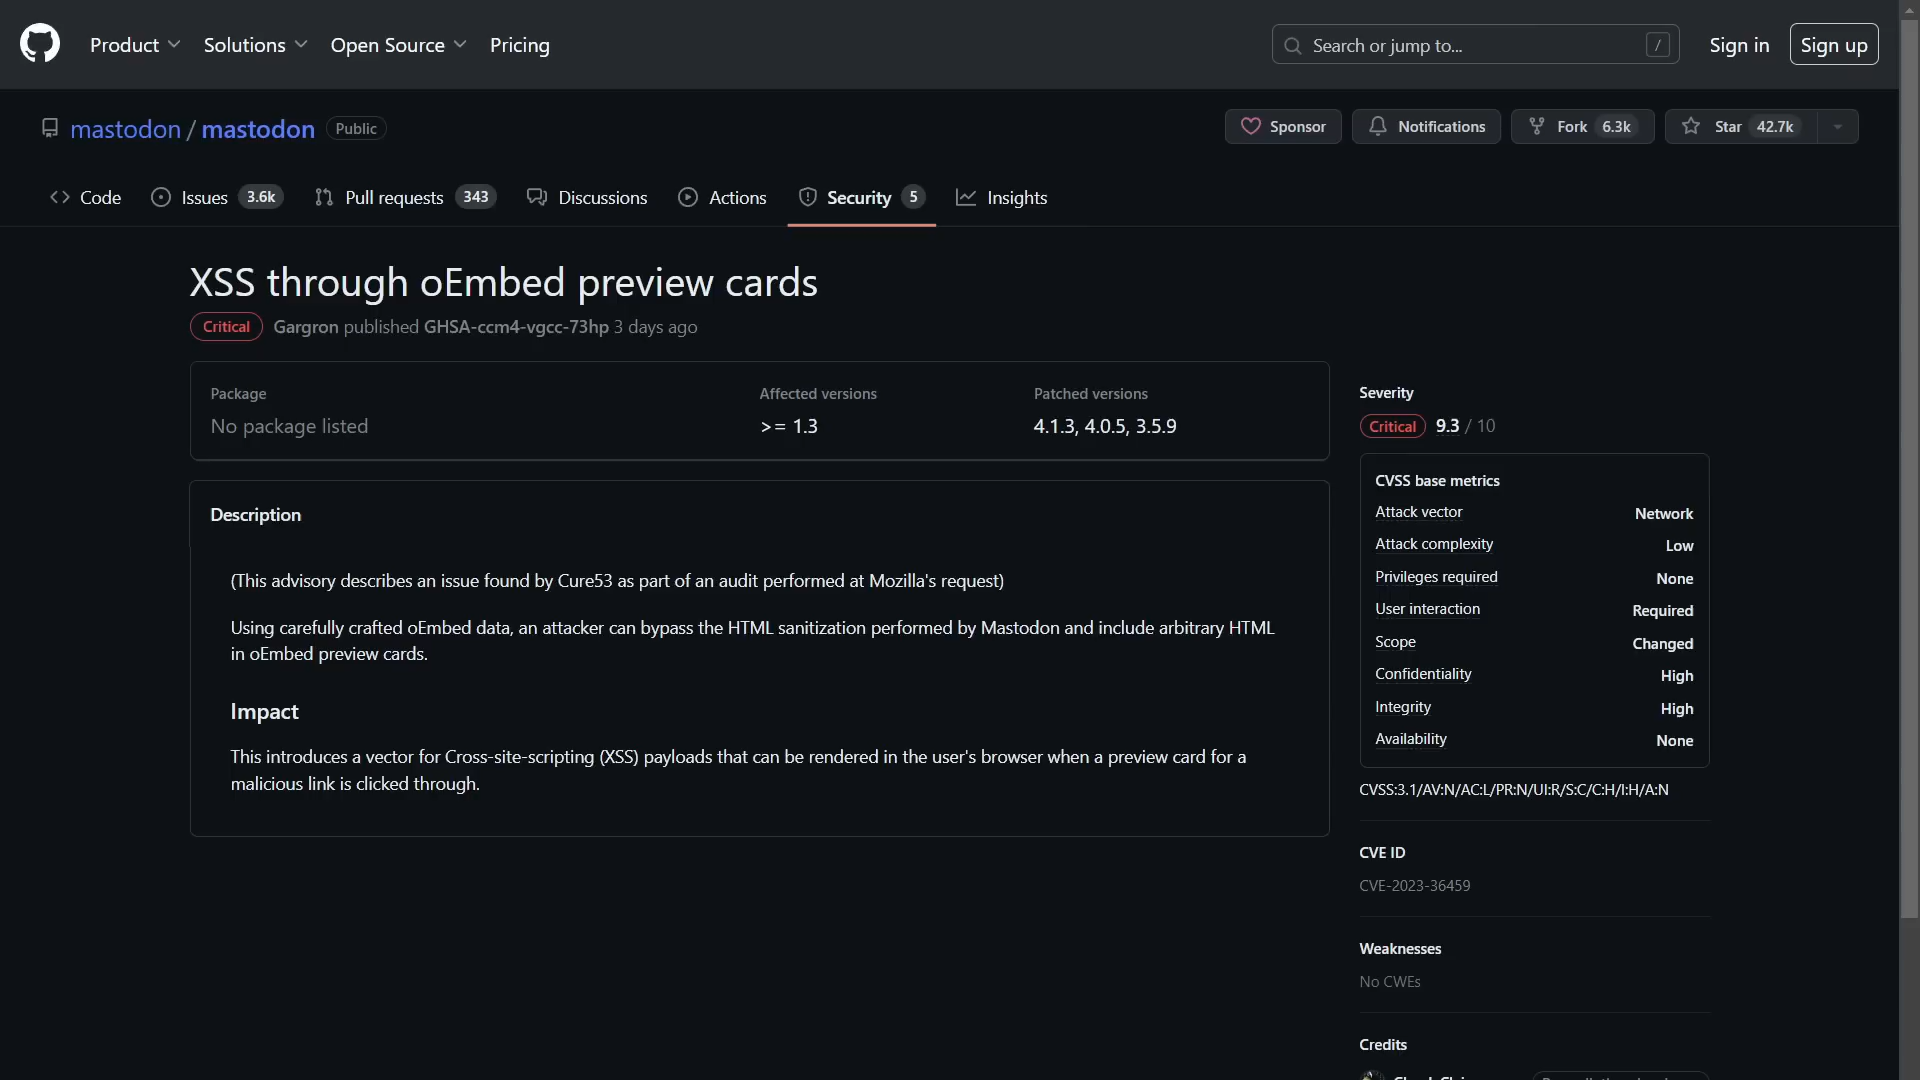 Product Solutions Open Source Pricing Search or jump to... / Sign in Sign up
mastodon / mastodon Public Sponsor Notifications Fork 6.3k Star 42.7k
Code Issues 3.6k Pull requests 343 Discussions Actions Security 5 Insights
XSS through oEmbed preview cards
Critical Gargron published GHSA-ccm4-vgcc-73hp 3 days ago
Package
No package listed
Affected versions
>= 1.3
Patched versions
4.1.3, 4.0.5, 3.5.9
Description
(This advisory describes an issue found by Cure53 as part of an audit performed at Mozilla's request)
Using carefully crafted oEmbed data, an attacker can bypass the HTML sanitization performed by Mastodon and include arbitrary HTML
in oEmbed preview cards.
Impact
This introduces a vector for Cross-site-scripting (XSS) payloads that can be rendered in the user's browser when a preview card for a
malicious link is clicked through.
Severity
Critical 9.3 / 10
CVSS base metrics
Attack vector Network
Attack complexity Low
Privileges required None
User interaction Required
Scope Changed
Confidentiality High
Integrity High
Availability None
CVSS:3.1/AV:N/AC:L/PR:N/UI:R/S:C/C:H/I:H/A:N
CVE ID
CVE-2023-36459
Weaknesses
No CWEs
Credits